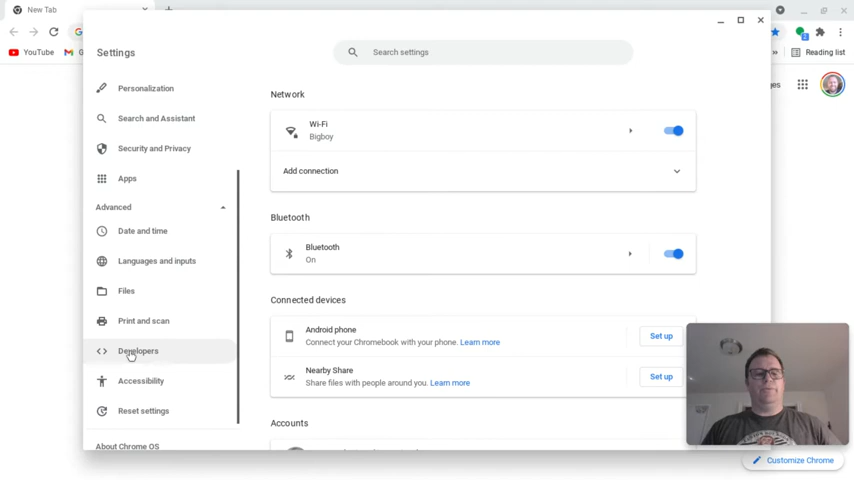 New Tab
YouTube
Reading list
Settings
Search settings
Personalization
Search and Assistant
Security and Privacy
Apps
Advanced
Date and time
Languages and inputs
Files
Print and scan
Developers
Accessibility
Reset settings
About Chrome OS
Network
Wi-Fi
Bigboy
Add connection
Bluetooth
Bluetooth
On
Connected devices
Android phone
Connect your Chromebook with your phone. Learn more
Set up
Nearby Share
Share files with people around you. Learn more
Set up
Accounts
Customize Chrome